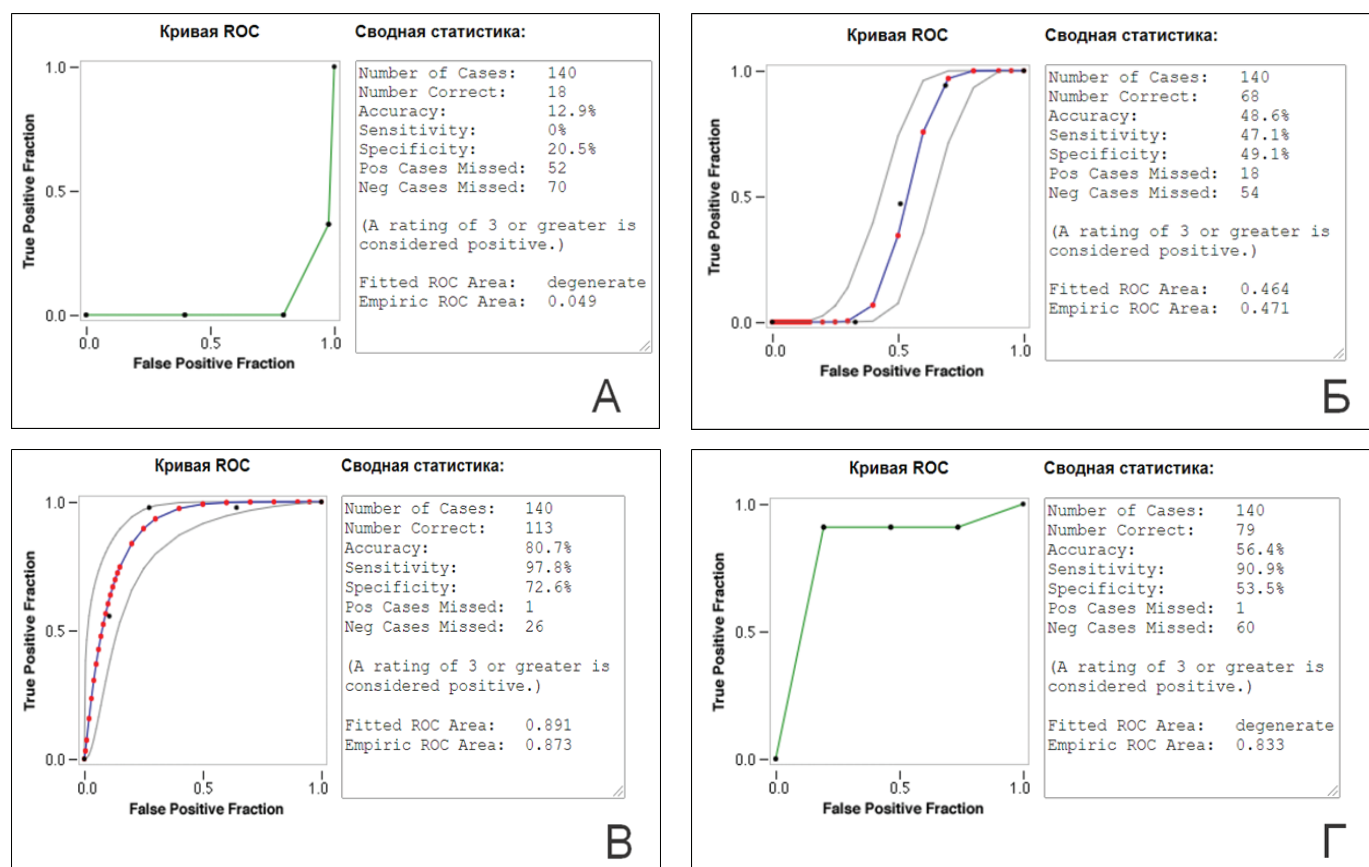 Кривая ROC
Сводная статистика:
1.0
0.5
0.0
True Positive Fraction
0.0
0.5
1.0
False Positive Fraction
Number of Cases: 140
Number Correct: 18
Accuracy: 12.9%
Sensitivity: 0%
Specificity: 20.5%
Pos Cases Missed: 52
Neg Cases Missed: 70
(A rating of 3 or greater is
considered positive.)
Fitted ROC Area: degenerate
Empiric ROC Area: 0.049
А
Кривая ROC
Сводная статистика:
1.0
0.5
0.0
True Positive Fraction
0.0
0.5
1.0
False Positive Fraction
Number of Cases: 140
Number Correct: 68
Accuracy: 48.6%
Sensitivity: 47.1%
Specificity: 49.1%
Pos Cases Missed: 18
Neg Cases Missed: 54
(A rating of 3 or greater is
considered positive.)
Fitted ROC Area: 0.464
Empiric ROC Area: 0.471
Б
Кривая ROC
Сводная статистика:
1.0
0.5
0.0
True Positive Fraction
0.0
0.5
1.0
False Positive Fraction
Number of Cases: 140
Number Correct: 113
Accuracy: 80.7%
Sensitivity: 97.8%
Specificity: 72.6%
Pos Cases Missed: 1
Neg Cases Missed: 26
(A rating of 3 or greater is
considered positive.)
Fitted ROC Area: 0.891
Empiric ROC Area: 0.873
В
Кривая ROC
Сводная статистика:
1.0
0.5
0.0
True Positive Fraction
0.0
0.5
1.0
False Positive Fraction
Number of Cases: 140
Number Correct: 79
Accuracy: 56.4%
Sensitivity: 90.9%
Specificity: 53.5%
Pos Cases Missed: 1
Neg Cases Missed: 60
(A rating of 3 or greater is
considered positive.)
Fitted ROC Area: degenerate
Empiric ROC Area: 0.833
Г